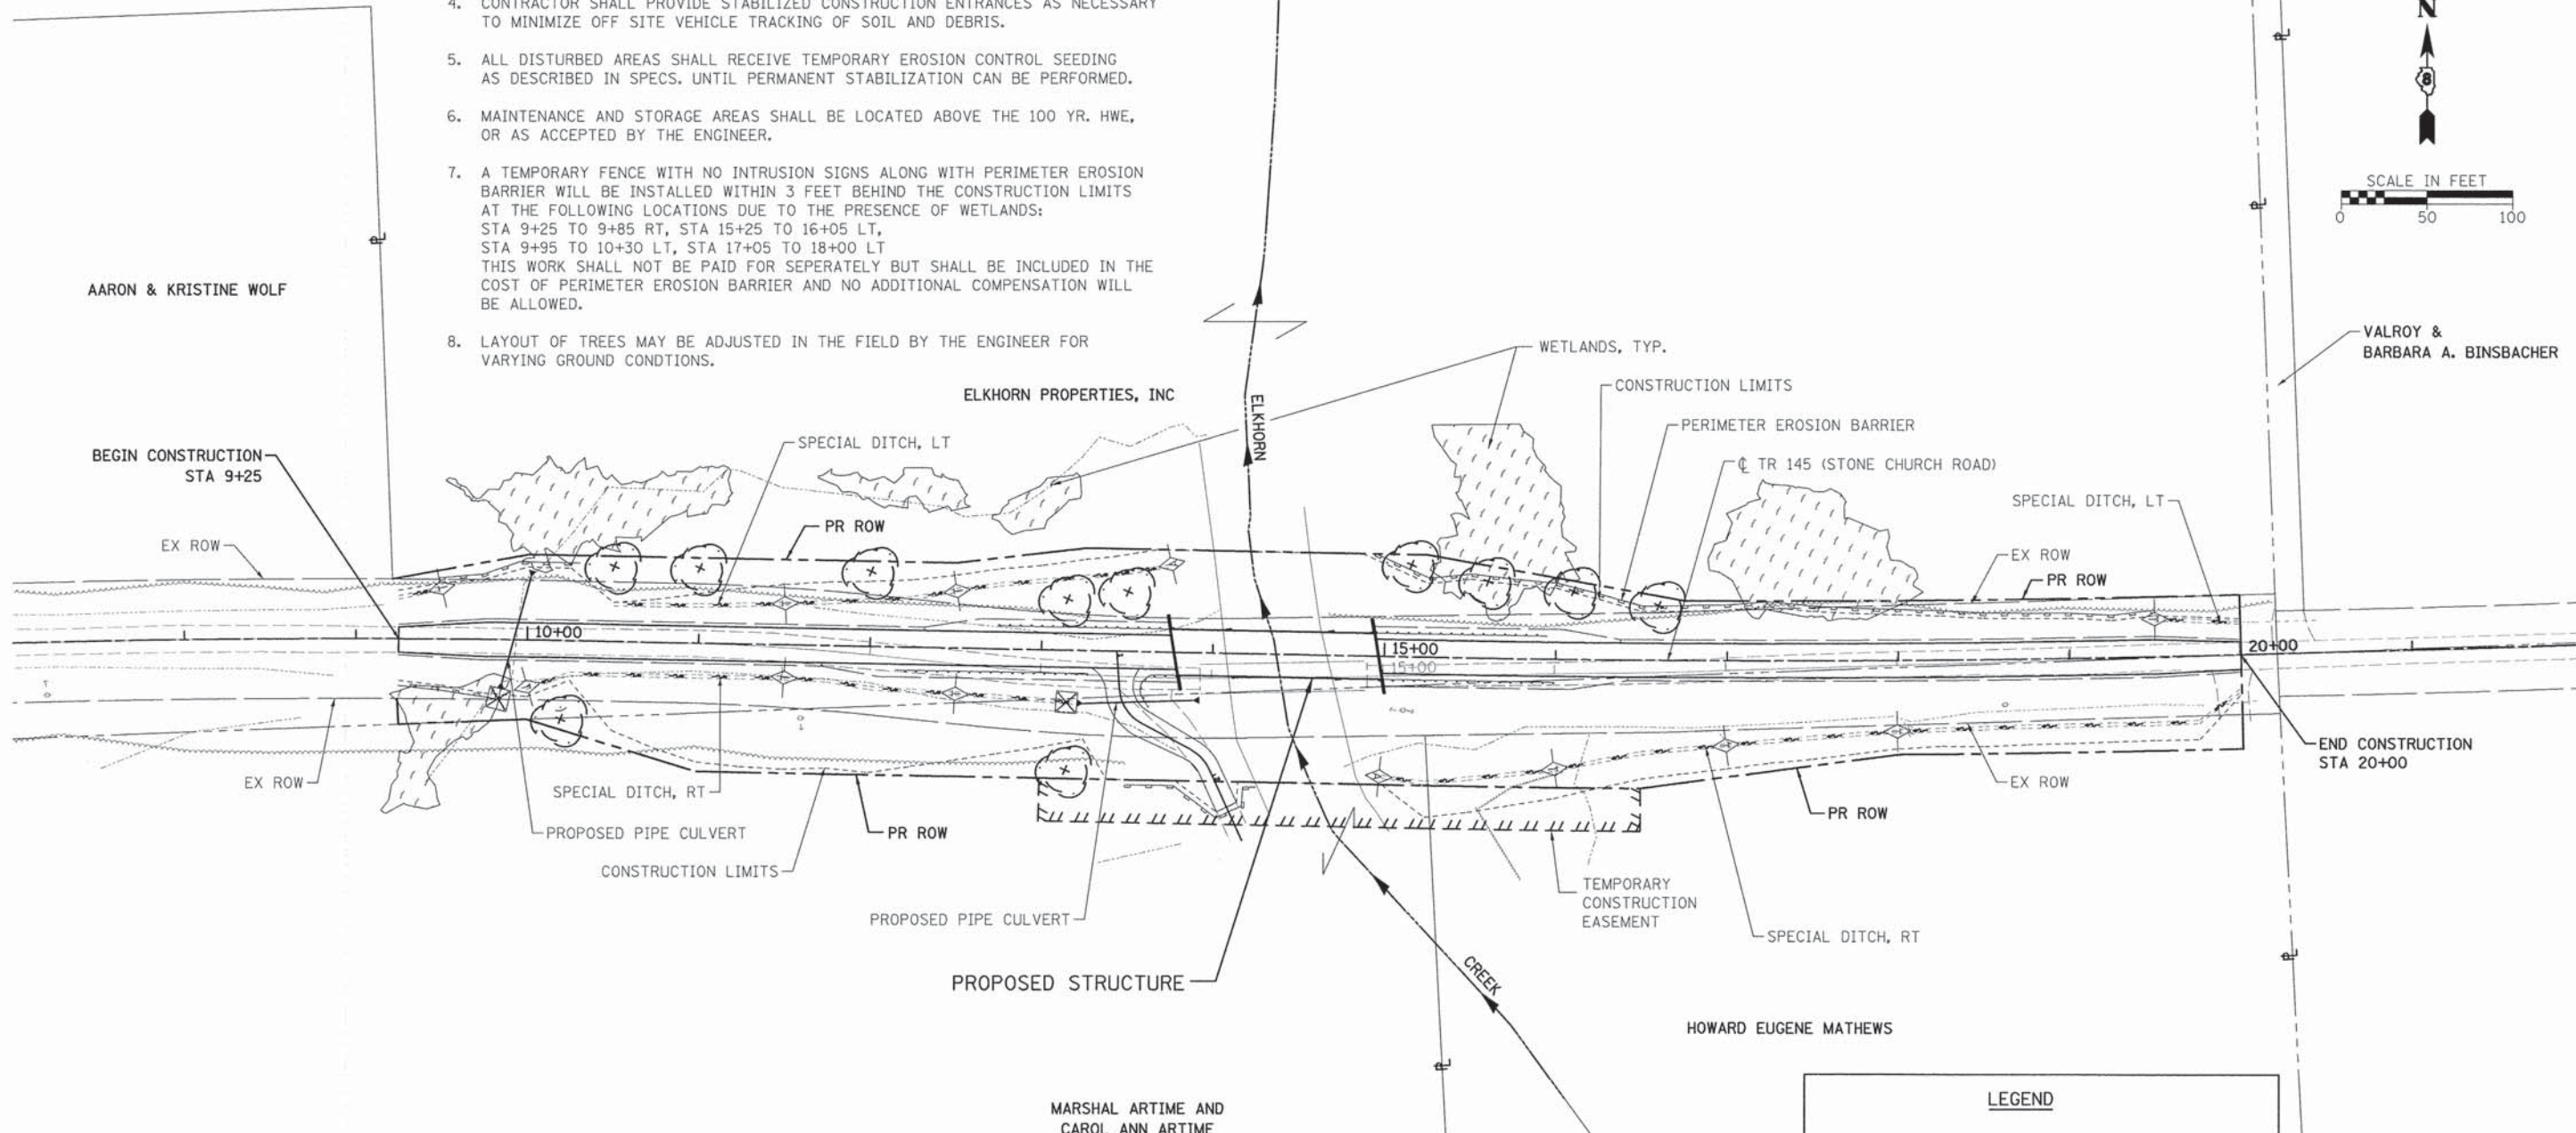 4. CONTRACTOR SHALL PROVIDE STABILIZED CONSTRUCTION ENTRANCES AS NECESSARY
TO MINIMIZE OFF SITE VEHICLE TRACKING OF SOIL AND DEBRIS.
5. ALL DISTURBED AREAS SHALL RECEIVE TEMPORARY EROSION CONTROL SEEDING
AS DESCRIBED IN SPECS. UNTIL PERMANENT STABILIZATION CAN BE PERFORMED.
6. MAINTENANCE AND STORAGE AREAS SHALL BE LOCATED ABOVE THE 100 YR. HWE,
OR AS ACCEPTED BY THE ENGINEER.
7. A TEMPORARY FENCE WITH NO INTRUSION SIGNS ALONG WITH PERIMETER EROSION
BARRIER WILL BE INSTALLED WITHIN 3 FEET BEHIND THE CONSTRUCTION LIMITS
AT THE FOLLOWING LOCATIONS DUE TO THE PRESENCE OF WETLANDS:
STA 9+25 TO 9+85 RT, STA 15+25 TO 16+05 LT,
STA 9+95 TO 10+30 LT, STA 17+05 TO 18+00 LT
THIS WORK SHALL NOT BE PAID FOR SEPERATELY BUT SHALL BE INCLUDED IN THE
COST OF PERIMETER EROSION BARRIER AND NO ADDITIONAL COMPENSATION WILL
BE ALLOWED.
8. LAYOUT OF TREES MAY BE ADJUSTED IN THE FIELD BY THE ENGINEER FOR
VARYING GROUND CONDTIONS.
N
8
SCALE IN FEET
0 50 100
AARON & KRISTINE WOLF
VALROY &
BARBARA A. BINSBACHER
WETLANDS, TYP.
CONSTRUCTION LIMITS
ELKHORN PROPERTIES, INC
ELKHORN
PERIMETER EROSION BARRIER
SPECIAL DITCH, LT
BEGIN CONSTRUCTION
STA 9+25
℄ TR 145 (STONE CHURCH ROAD)
SPECIAL DITCH, LT
PR ROW
EX ROW
EX ROW
PR ROW
10+00
15+00
15+00
20+00
END CONSTRUCTION
STA 20+00
EX ROW
SPECIAL DITCH, RT
EX ROW
PR ROW
PROPOSED PIPE CULVERT
PR ROW
CONSTRUCTION LIMITS
TEMPORARY
CONSTRUCTION
EASEMENT
PROPOSED PIPE CULVERT
SPECIAL DITCH, RT
PROPOSED STRUCTURE
CREEK
HOWARD EUGENE MATHEWS
LEGEND
MARSHAL ARTIME AND
CAROL ANN ARTIME